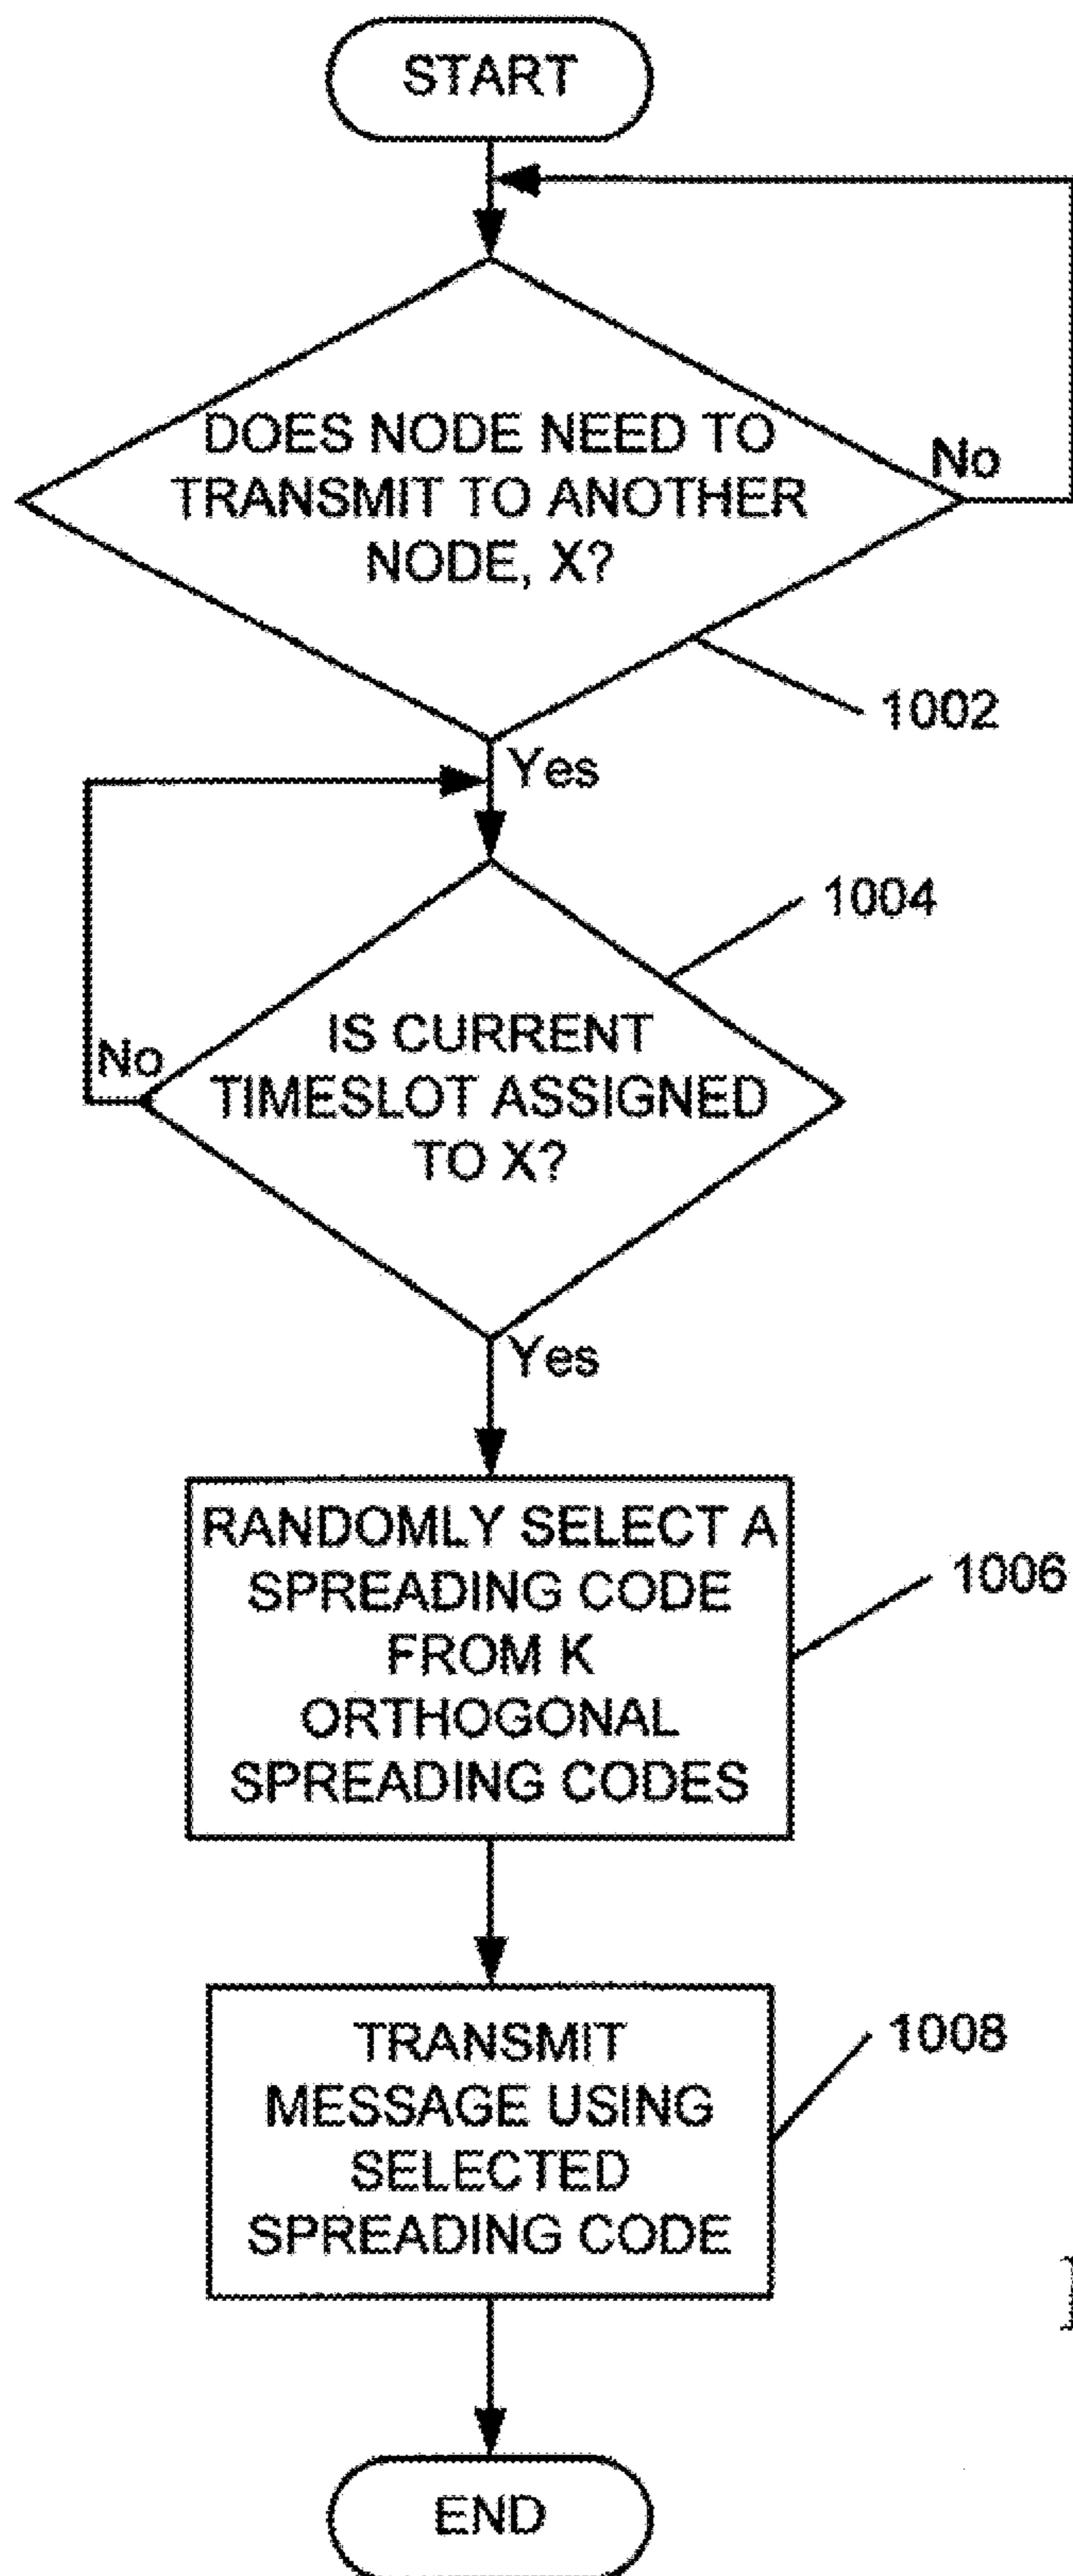 START
DOES NODE NEED TO
TRANSMIT TO ANOTHER
NODE, X?
No
1002
Yes
1004
IS CURRENT
TIMESLOT ASSIGNED
TO X?
No
Yes
RANDOMLY SELECT A
SPREADING CODE
FROM K
ORTHOGONAL
SPREADING CODES
1006
TRANSMIT
MESSAGE USING
SELECTED
SPREADING CODE
1008
END